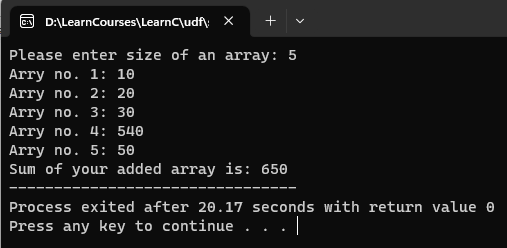 D:\LearnCourses\LearnC\udf\
Please enter size of an array: 5
Arry no. 1: 10
Arry no. 2: 20
Arry no. 3: 30
Arry no. 4: 540
Arry no. 5: 50
Sum of your added array is: 650
--------------------------------
Process exited after 20.17 seconds with return value 0
Press any key to continue . . .